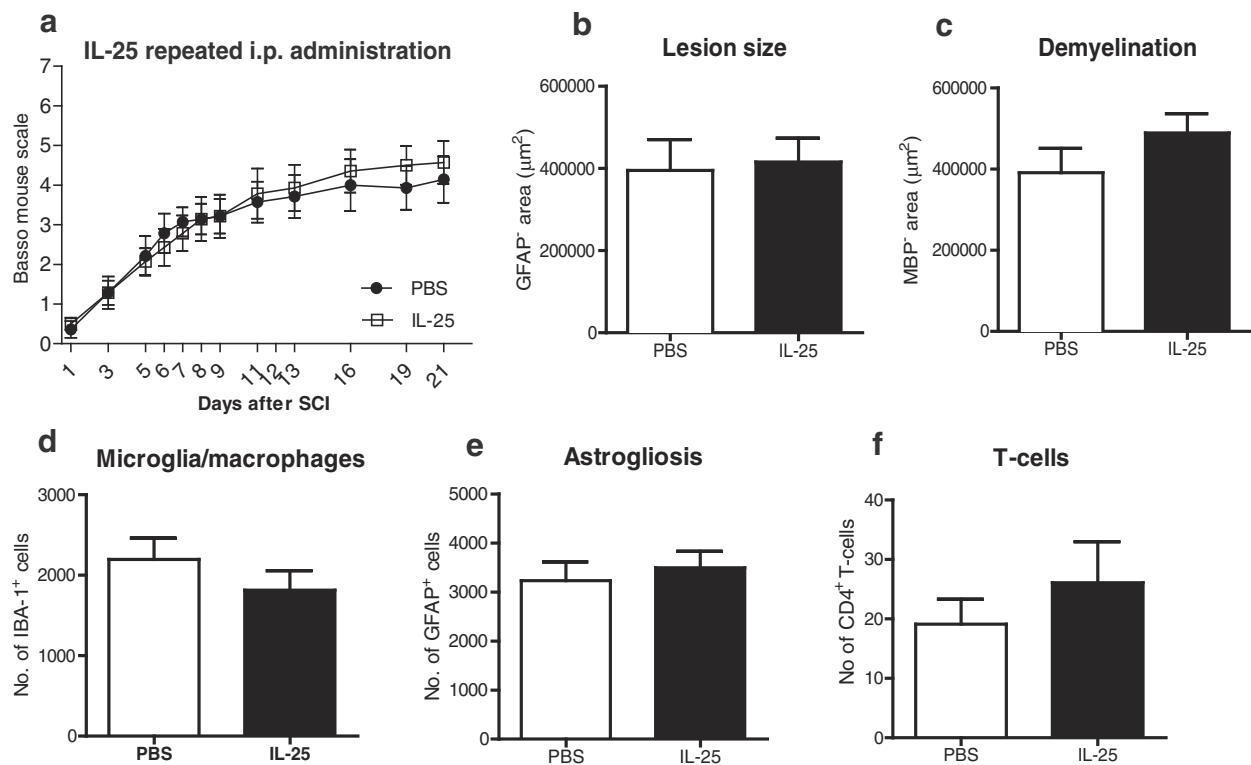 a
IL-25 repeated i.p. administration
Basso mouse scale
7
6
5
4
3
2
1
0
PBS
IL-25
1 3 5 6 7 8 9 11 12 13 16 19 21
Days after SCI
b
Lesion size
GFAP⁻ area (µm²)
600000
400000
200000
0
PBS IL-25
c
Demyelination
MBP⁻ area (µm²)
600000
400000
200000
0
PBS IL-25
d
Microglia/macrophages
No. of IBA-1⁺ cells
3000
2000
1000
0
PBS IL-25
e
Astrogliosis
No. of GFAP⁺ cells
5000
4000
3000
3000
1000
0
PBS IL-25
f
T-cells
No of CD4⁺ T-cells
40
30
20
10
0
PBS IL-25